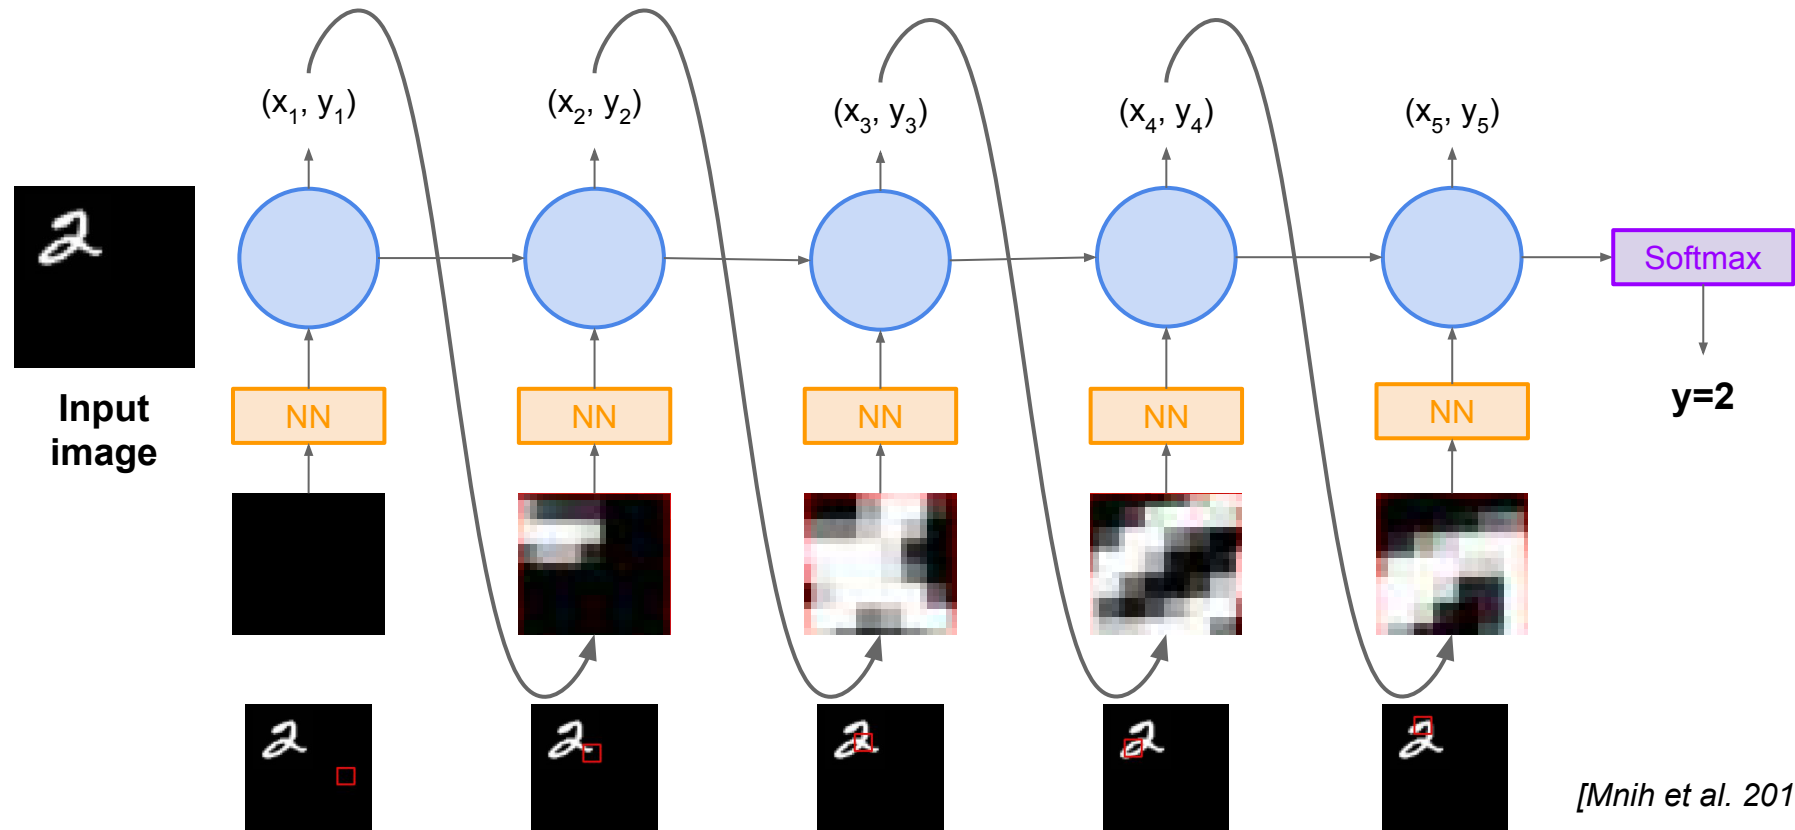 (x1, y1)
(x2, y2)
(x3, y3)
(x4, y4)
(x5, y5)
Softmax
Input
image
NN
NN
NN
NN
NN
y=2
[Mnih et al. 201